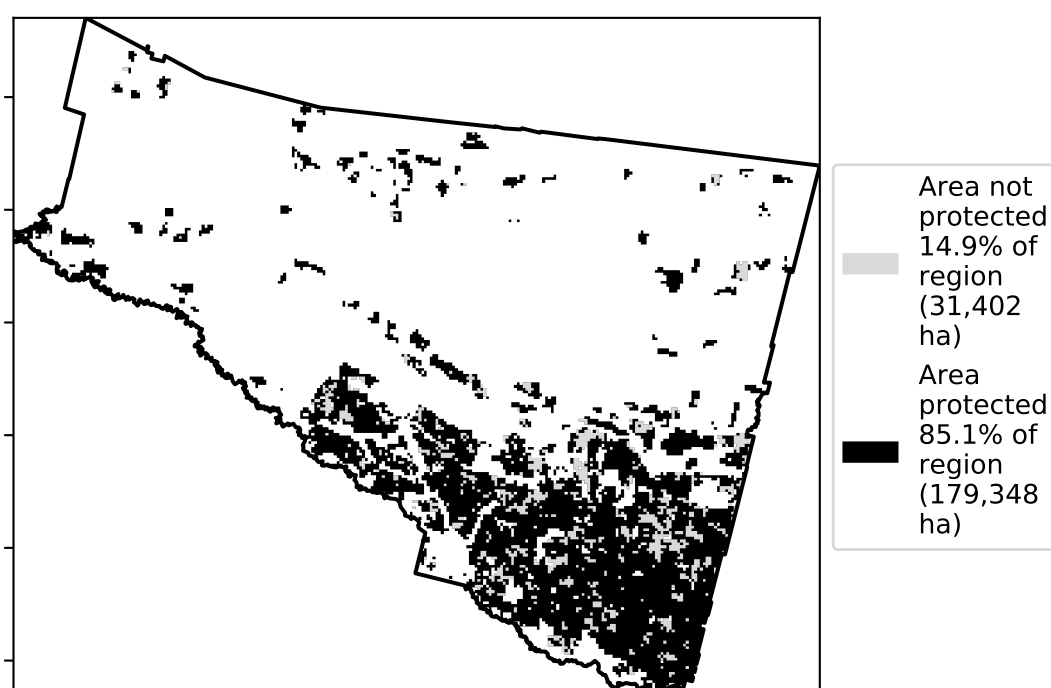 Area not
protected
14.9% of
region
(31,402
ha)
Area
protected
85.1% of
region
(179,348
ha)